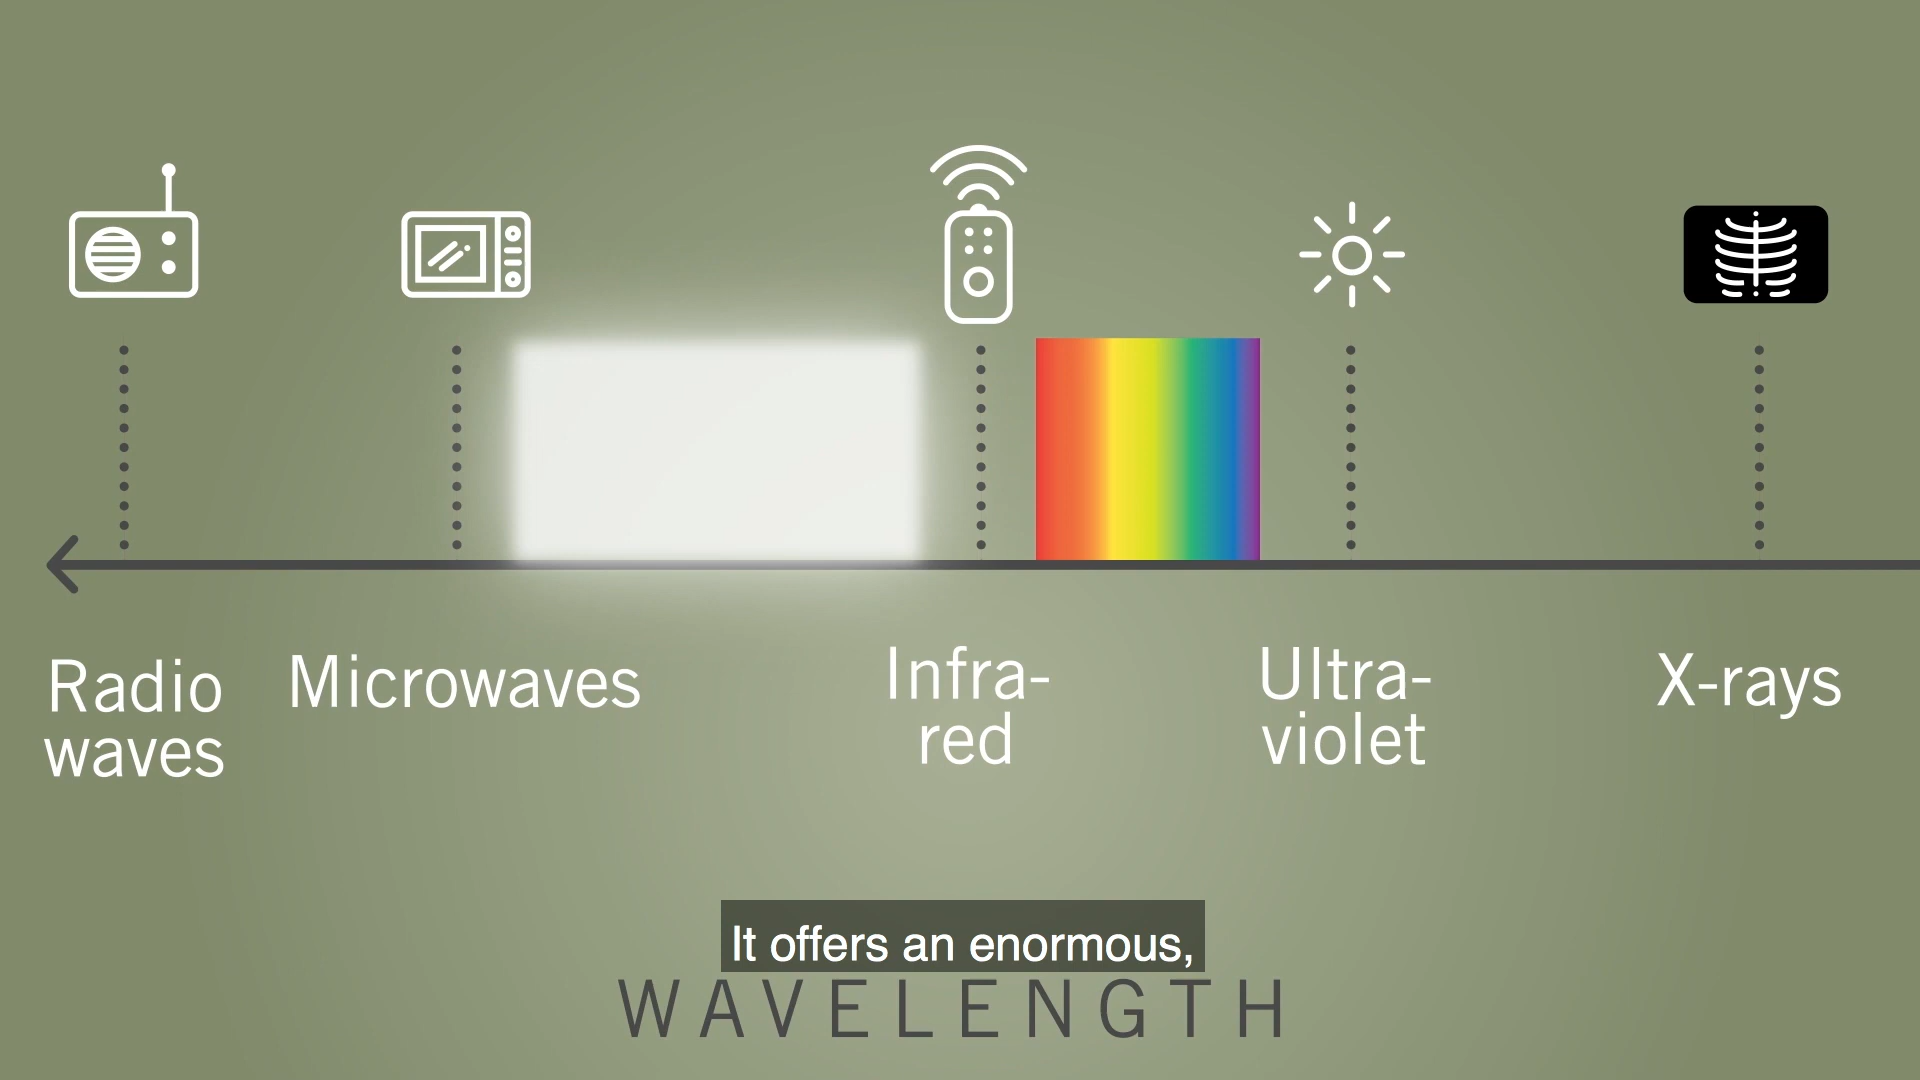 Radio
waves
Microwaves
Infra-
red
Ultra-
violet
X-rays
It offers an enormous,
WAVELENGTH